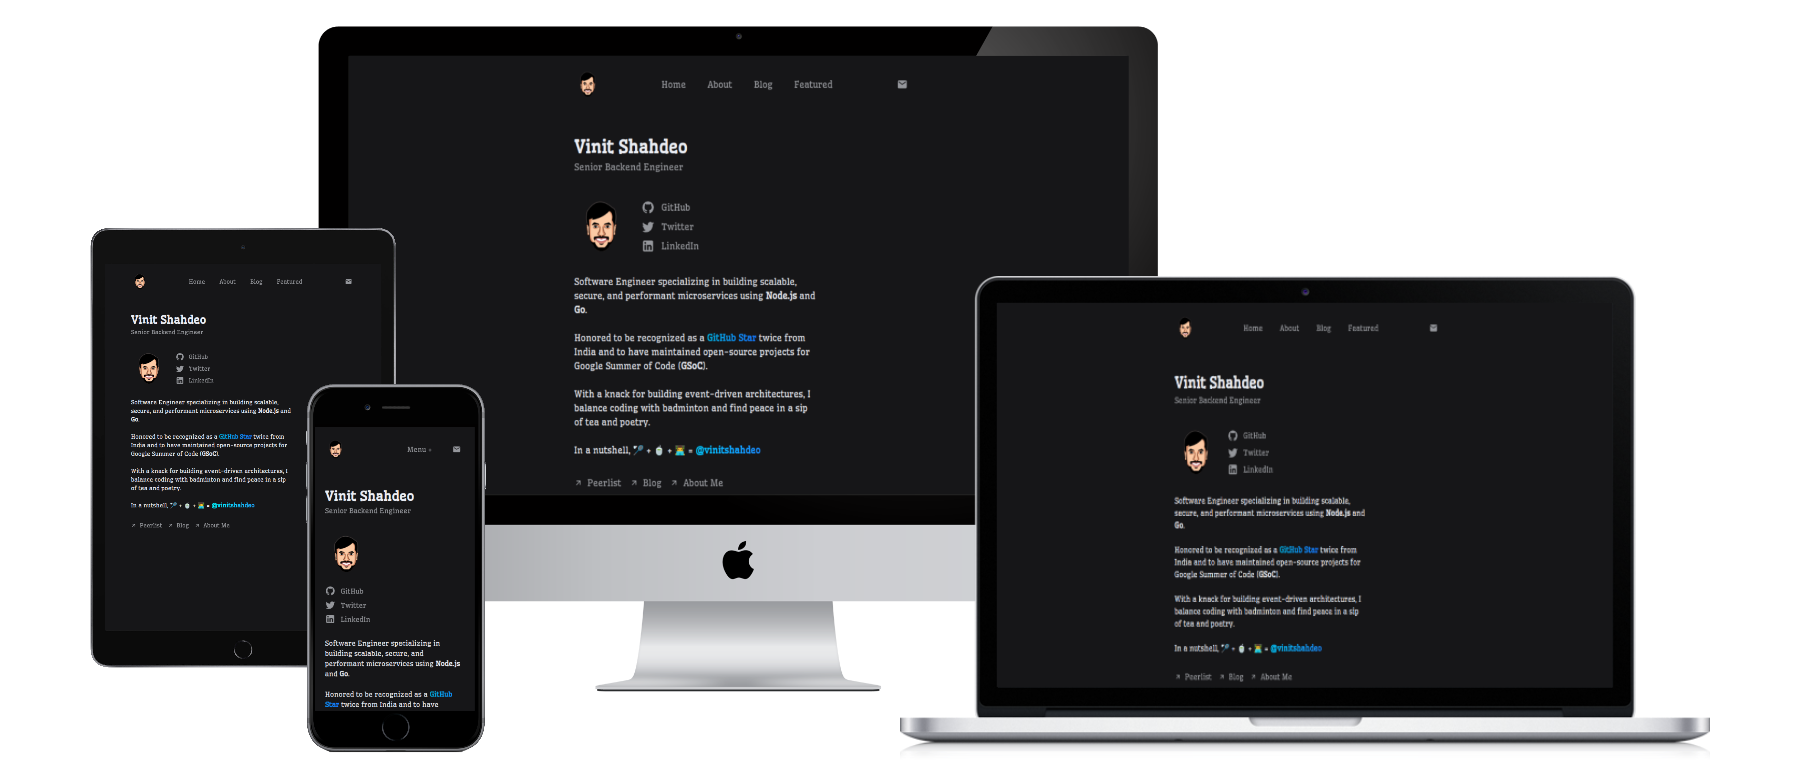 Home About Blog Featured
Vinit Shahdeo
Senior Backend Engineer
GitHub
Twitter
LinkedIn
Software Engineer specializing in building scalable,
secure, and performant microservices using Node.js and
Go.
Honored to be recognized as a GitHub Star twice from
India and to have maintained open-source projects for
Google Summer of Code (GSoC).
With a knack for building event-driven architectures, I
balance coding with badminton and find peace in a sip
of tea and poetry.
In a nutshell, 🏸 + 🍵 + 👨‍💻 = @vinitshahdeo
Peerlist Blog About Me
Home About Blog Featured
Vinit Shahdeo
Senior Backend Engineer
GitHub
Twitter
LinkedIn
Software Engineer specializing in building scalable,
secure, and performant microservices using Node.js and
Go.
Honored to be recognized as a GitHub Star twice from
India and to have maintained open-source projects for
Google Summer of Code (GSoC).
With a knack for building event-driven architectures, I
balance coding with badminton and find peace in a sip
of tea and poetry.
In a nutshell, 🏸 + 🍵 + 👨‍💻 = @vinitshahdeo
Peerlist Blog About Me
Menu
Vinit Shahdeo
Senior Backend Engineer
GitHub
Twitter
LinkedIn
Software Engineer specializing in
building scalable, secure, and
performant microservices using Node.js
and Go.
Honored to be recognized as a GitHub
Star twice from India and to have
Home About Blog Featured
Vinit Shahdeo
Senior Backend Engineer
GitHub
Twitter
LinkedIn
Software Engineer specializing in building scalable,
secure, and performant microservices using Node.js and
Go.
Honored to be recognized as a GitHub Star twice from
India and to have maintained open-source projects for
Google Summer of Code (GSoC).
With a knack for building event-driven architectures, I
balance coding with badminton and find peace in a sip
of tea and poetry.
In a nutshell, 🏸 + 🍵 + 👨‍💻 = @vinitshahdeo
Peerlist Blog About Me